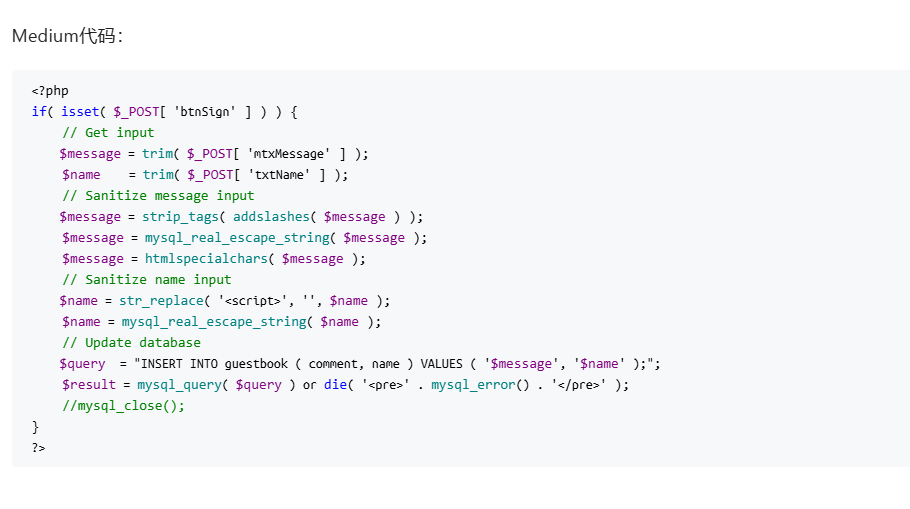 Medium代码：
<?php
if( isset( $_POST[ 'btnSign' ] ) ) {
    // Get input
    $message = trim( $_POST[ 'mtxMessage' ] );
    $name    = trim( $_POST[ 'txtName' ] );
    // Sanitize message input
    $message = strip_tags( addslashes( $message ) );
    $message = mysql_real_escape_string( $message );
    $message = htmlspecialchars( $message );
    // Sanitize name input
    $name = str_replace( '<script>', '', $name );
    $name = mysql_real_escape_string( $name );
    // Update database
    $query  = "INSERT INTO guestbook ( comment, name ) VALUES ( '$message', '$name' );";
    $result = mysql_query( $query ) or die( '<pre>' . mysql_error() . '</pre>' );
    //mysql_close();
}
?>